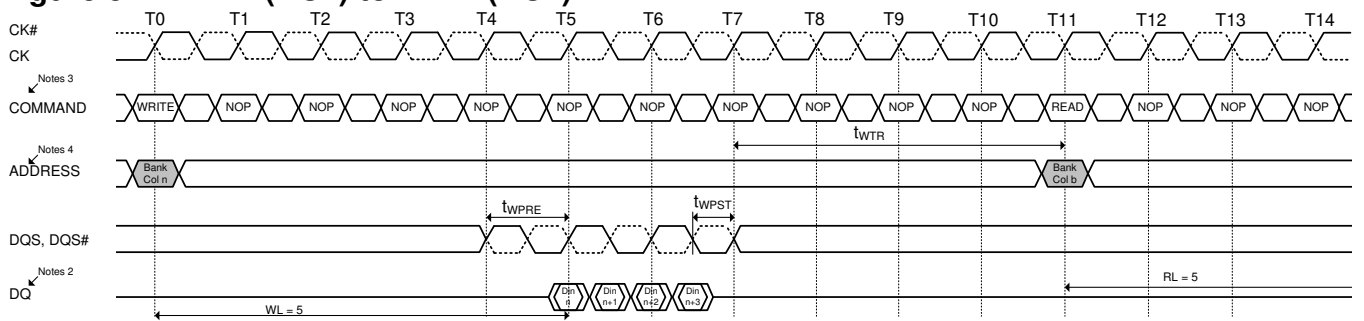 T0 T1 T2 T3 T4 T5 T6 T7 T8 T9 T10 T11 T12 T13 T14
CK#
CK
Notes 3
COMMAND WRITE NOP NOP NOP NOP NOP NOP NOP NOP NOP NOP READ NOP NOP NOP
tWTR
Notes 4
ADDRESS Bank Col n Bank Col b
tWPRE tWPST
DQS, DQS#
Notes 2
DQ Din n Din n+1 Din n+2 Din n+3 RL = 5
WL = 5